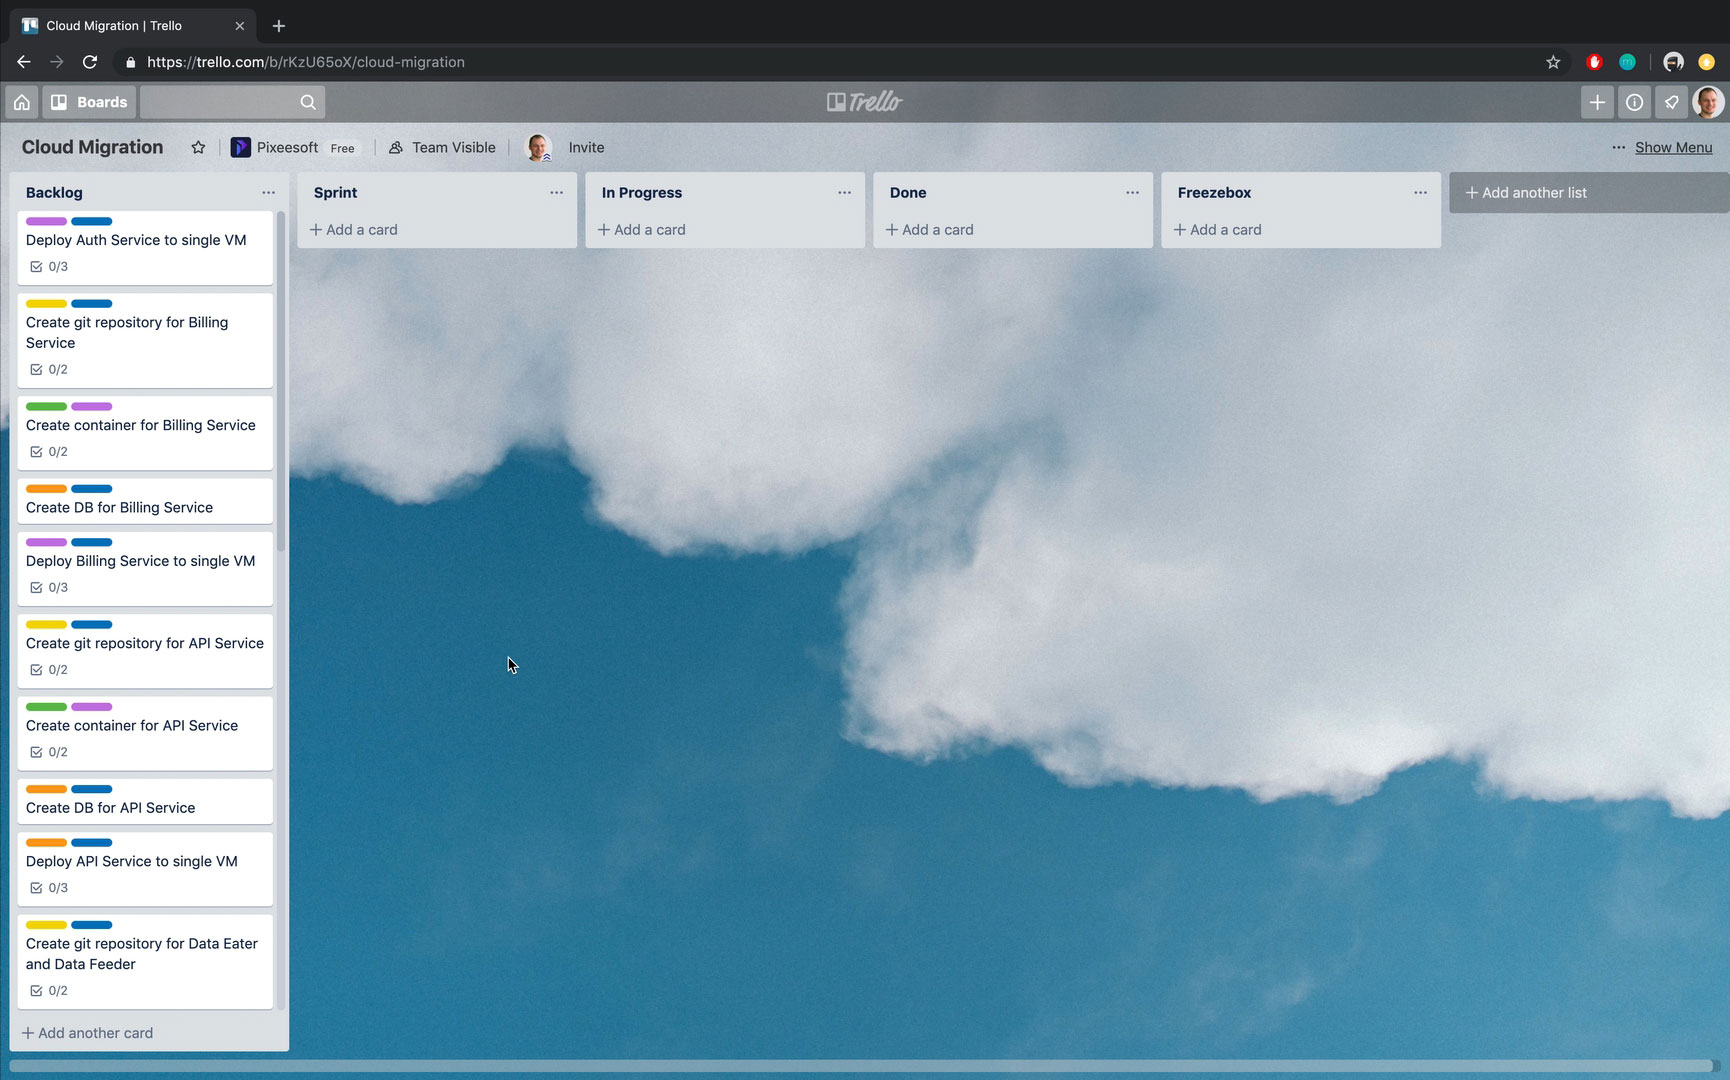 Cloud Migration | Trello
https://trello.com/b/rKzU65oX/cloud-migration
Boards
Trello
Cloud Migration
Pixeesoft Free
Team Visible
Invite
Show Menu
Backlog
Deploy Auth Service to single VM
0/3
Create git repository for Billing
Service
0/2
Create container for Billing Service
0/2
Create DB for Billing Service
Deploy Billing Service to single VM
0/3
Create git repository for API Service
0/2
Create container for API Service
0/2
Create DB for API Service
Deploy API Service to single VM
0/3
Create git repository for Data Eater
and Data Feeder
0/2
+ Add another card
Sprint
+ Add a card
In Progress
+ Add a card
Done
+ Add a card
Freezebox
+ Add a card
+ Add another list